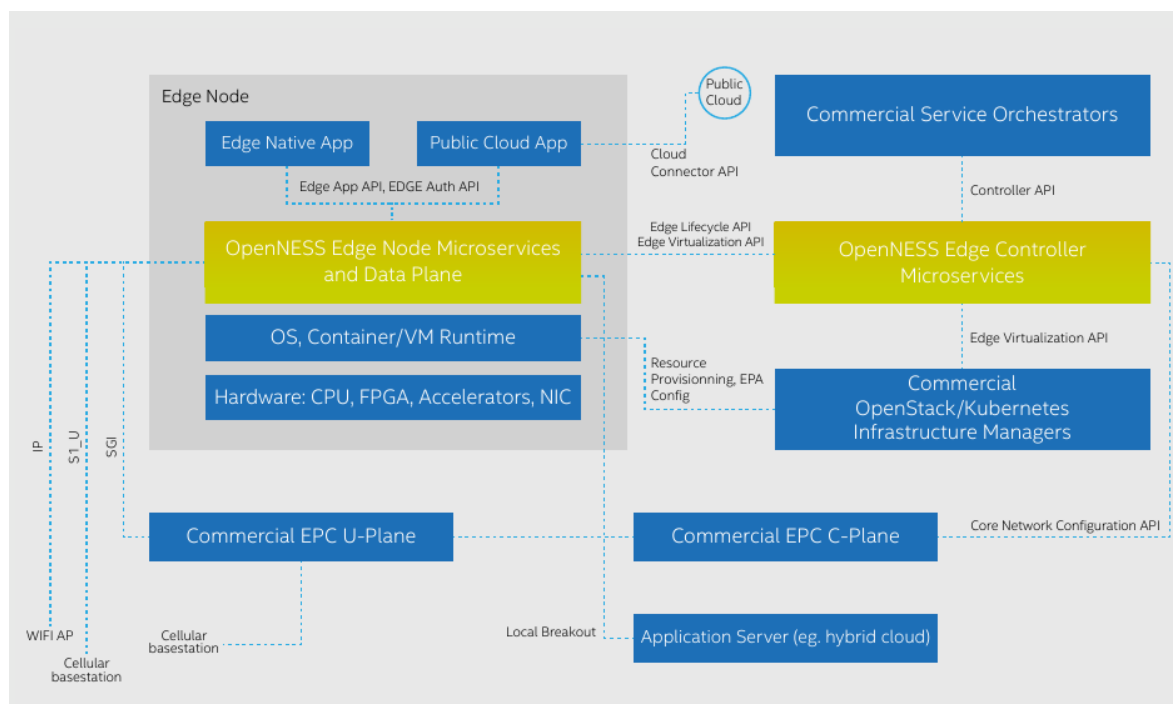 Edge Node
Public
Cloud
Commercial Service Orchestrators
Edge Native App
Public Cloud App
Cloud
Connector API
Edge App API, EDGE Auth API
Controller API
Edge Lifecycle API
Edge Virtualization API
OpenNESS Edge Node Microservices
and Data Plane
OpenNESS Edge Controller
Microservices
OS, Container/VM Runtime
Edge Virtualization API
Resource
Provisionning, EPA
Config
Hardware: CPU, FPGA, Accelerators, NIC
Commercial
OpenStack/Kubernetes
Infrastructure Managers
IP
S1_U
SGI
Commercial EPC U-Plane
Commercial EPC C-Plane
Core Network Configuration API
WIFI AP
Cellular
basestation
Cellular
basestation
Local Breakout
Application Server (eg. hybrid cloud)